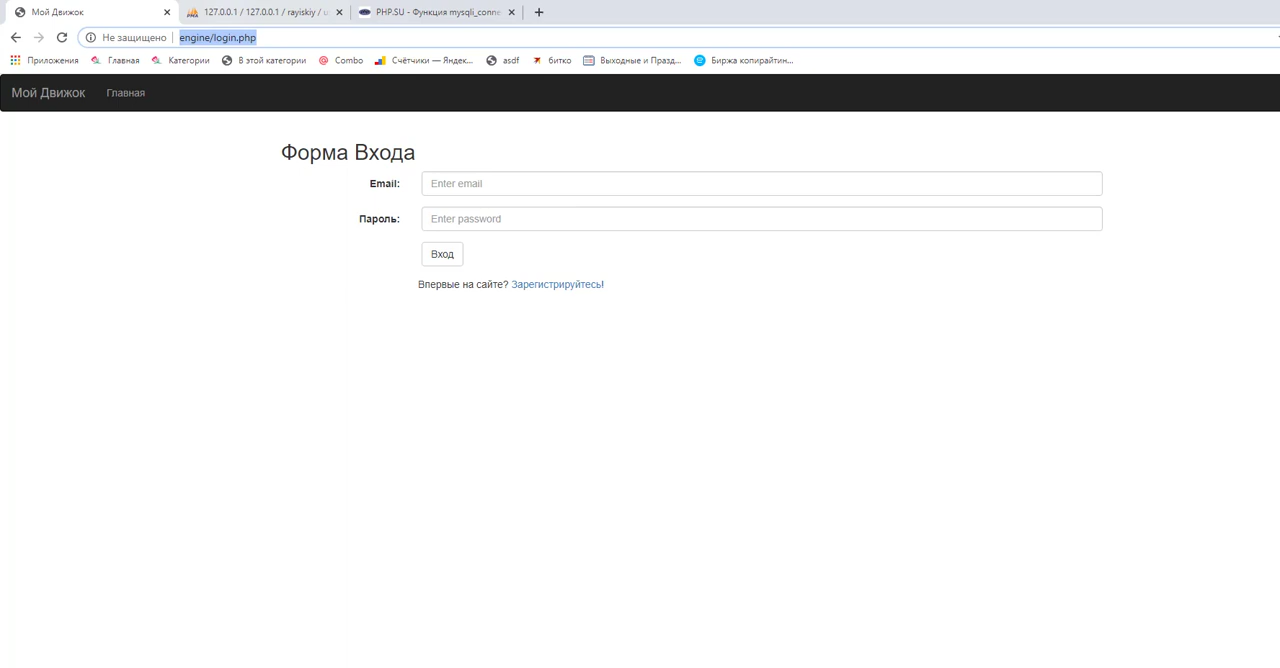 Мой Движок
127.0.0.1 / 127.0.0.1 / rayiskiy / u
PHP.SU - Функция mysqli_conne
Не защищено | engine/login.php
Приложения Главная Категории В этой категории Combo Счётчики — Яндек... asdf битко Выходные и Празд... Биржа копирайтин...
Мой Движок Главная
Форма Входа
Email: Enter email
Пароль: Enter password
Вход
Впервые на сайте? Зарегистрируйтесь!